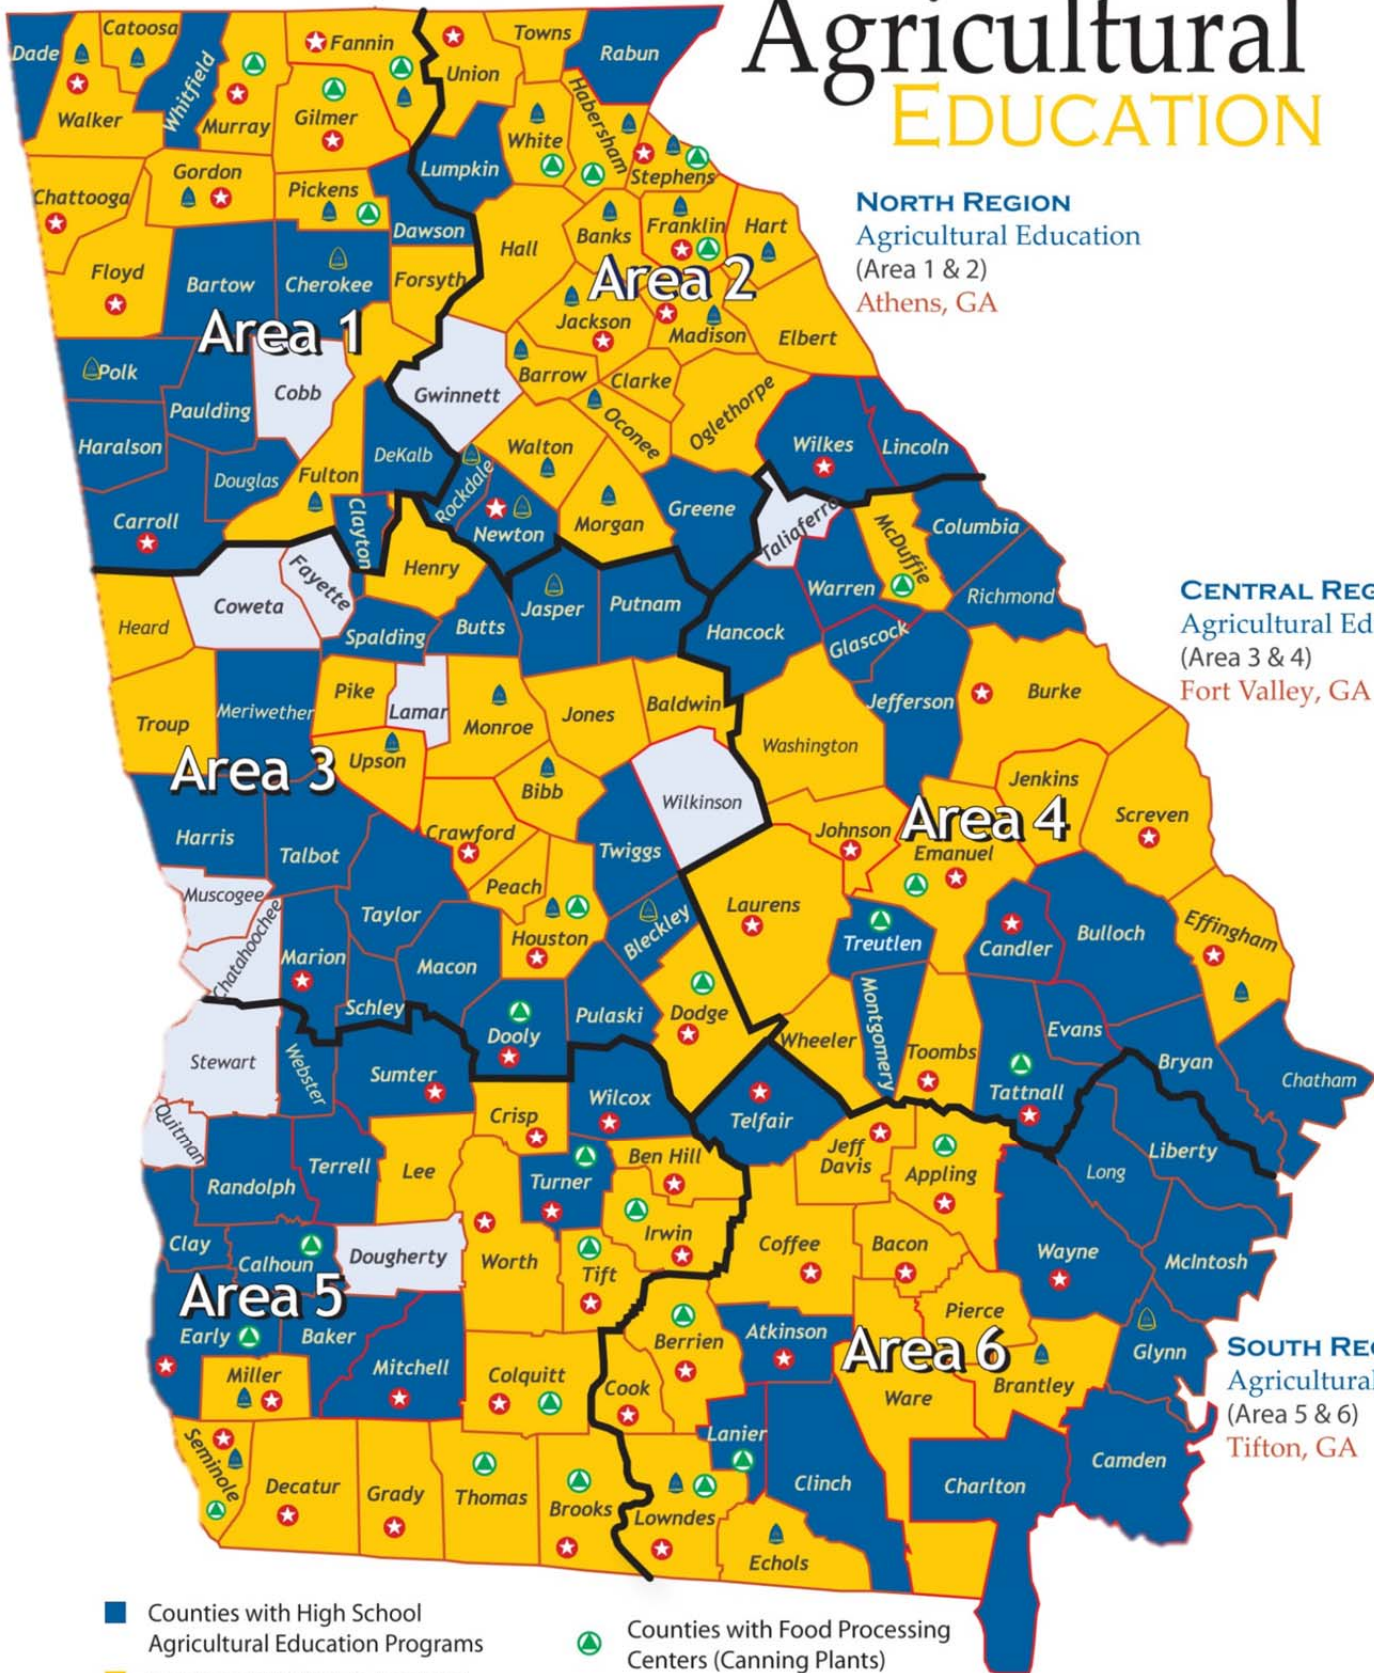 Agricultural
EDUCATION
NORTH REGION
Agricultural Education
(Area 1 & 2)
Athens, GA
CENTRAL REG
Agricultural Ed
(Area 3 & 4)
Fort Valley, GA
SOUTH RE
Agricultural
(Area 5 & 6)
Tifton, GA
Dade
Catoosa
Walker
Whitfield
Murray
Fannin
Gilmer
Union
Towns
Rabun
White
Habersham
Stephens
Lumpkin
Chattooga
Gordon
Pickens
Dawson
Floyd
Bartow
Cherokee
Forsyth
Hall
Banks
Franklin
Hart
Area 1
Area 2
Jackson
Madison
Elbert
Polk
Cobb
Gwinnett
Barrow
Clarke
Oglethorpe
Paulding
Haralson
Oconee
Walton
Wilkes
Lincoln
Douglas
Fulton
DeKalb
Rockdale
Newton
Morgan
Greene
Carroll
Clayton
Henry
Taliaferro
McDuffie
Columbia
Fayette
Coweta
Heard
Spalding
Butts
Jasper
Putnam
Hancock
Warren
Richmond
Glascock
Troup
Meriwether
Pike
Lamar
Monroe
Jones
Baldwin
Jefferson
Burke
Washington
Area 3
Upson
Bibb
Wilkinson
Jenkins
Harris
Talbot
Crawford
Twiggs
Johnson
Area 4
Emanuel
Screven
Muscogee
Chatahoochee
Taylor
Peach
Houston
Bleckley
Laurens
Treutlen
Candler
Bulloch
Effingham
Marion
Macon
Schley
Dooly
Pulaski
Dodge
Wheeler
Montgomery
Toombs
Evans
Tattnall
Bryan
Chatham
Stewart
Webster
Sumter
Quitman
Crisp
Wilcox
Telfair
Randolph
Terrell
Lee
Turner
Ben Hill
Jeff
Davis
Appling
Long
Liberty
Clay
Calhoun
Dougherty
Worth
Irwin
Tift
Coffee
Bacon
Wayne
McIntosh
Area 5
Early
Baker
Mitchell
Miller
Colquitt
Berrien
Cook
Atkinson
Area 6
Pierce
Ware
Brantley
Glynn
Seminole
Decatur
Grady
Thomas
Brooks
Lowndes
Lanier
Echols
Clinch
Charlton
Camden
Counties with High School
Agricultural Education Programs
Counties with Food Processing
Centers (Canning Plants)